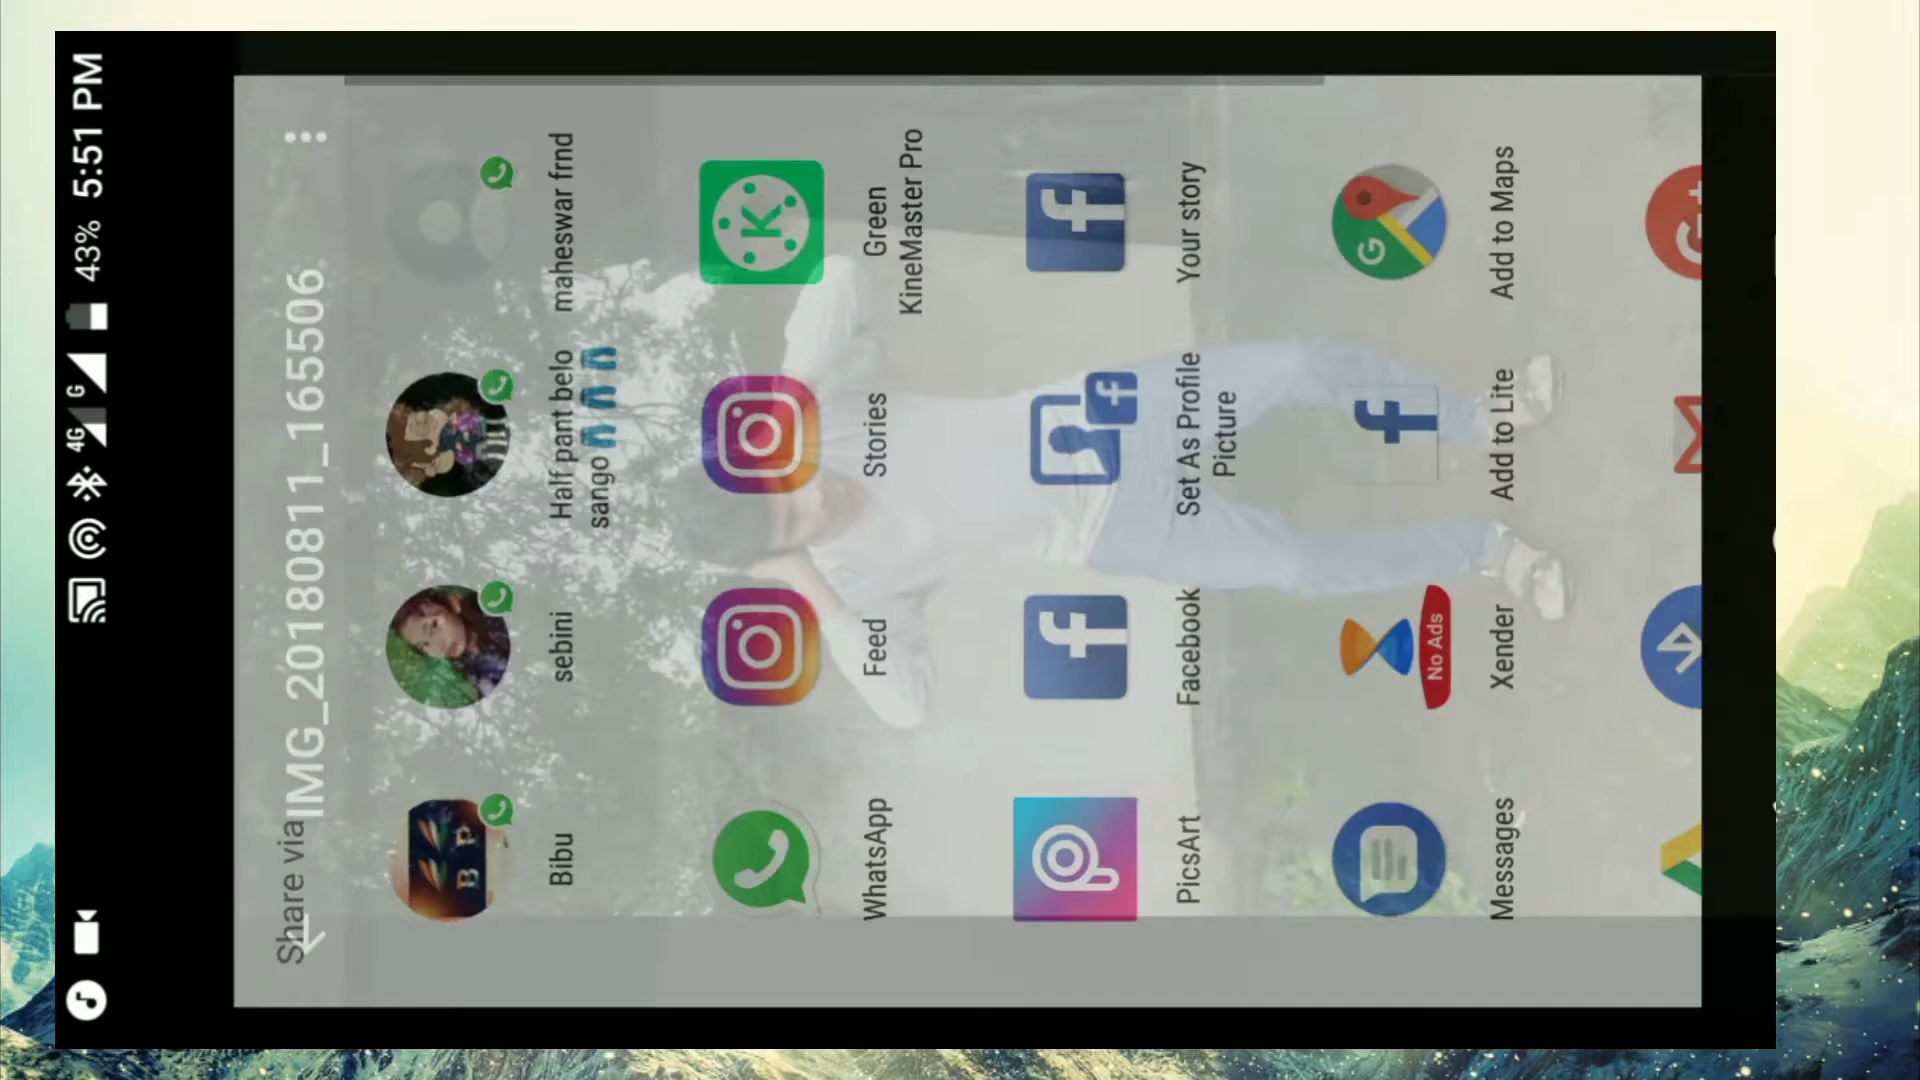 4G G 43% 5:51 PM
Share via
IMG_20180811_165506
Bibu
sebini
Half pant belo
sango
maheswar frnd
WhatsApp
Feed
Stories
Green
KineMaster Pro
PicsArt
Facebook
Set As Profile
Picture
Your story
Messages
No Ads
Xender
Add to Lite
Add to Maps
B P
K
G